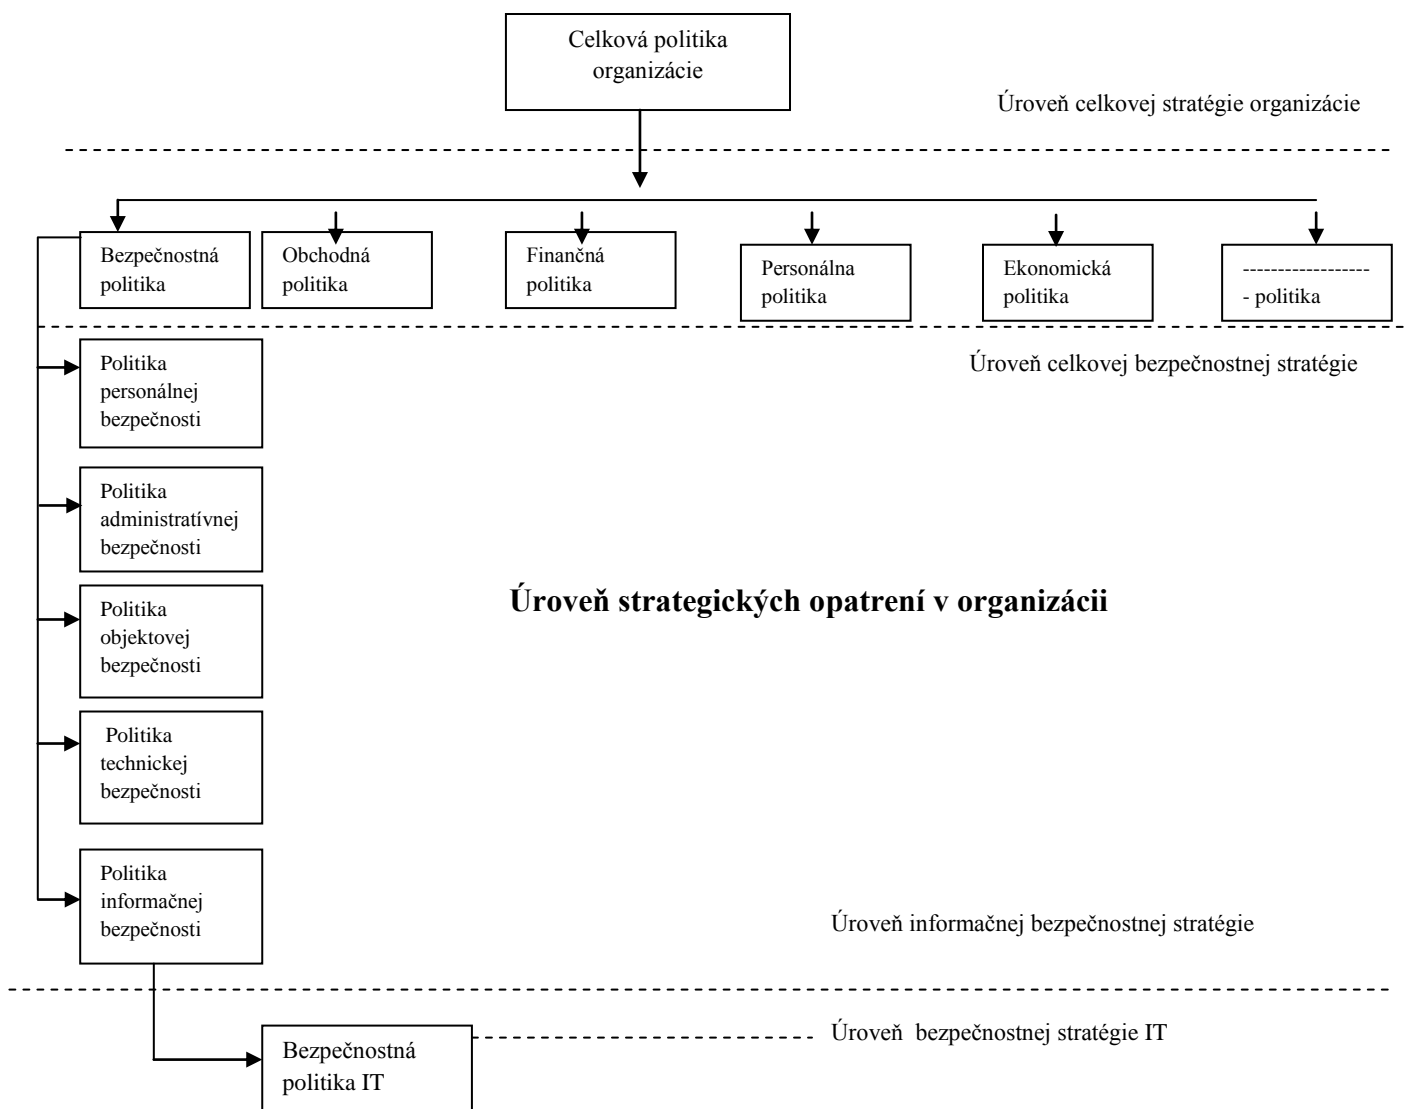 Celková politika
organizácie
Úroveň celkovej stratégie organizácie
Bezpečnostná
politika
Obchodná
politika
Finančná
politika
Personálna
politika
Ekonomická
politika
------------------
- politika
Úroveň celkovej bezpečnostnej stratégie
Politika
personálnej
bezpečnosti
Politika
administratívnej
bezpečnosti
Úroveň strategických opatrení v organizácii
Politika
objektovej
bezpečnosti
Politika
technickej
bezpečnosti
Politika
informačnej
bezpečnosti
Úroveň informačnej bezpečnostnej stratégie
Úroveň  bezpečnostnej stratégie IT
Bezpečnostná
politika IT